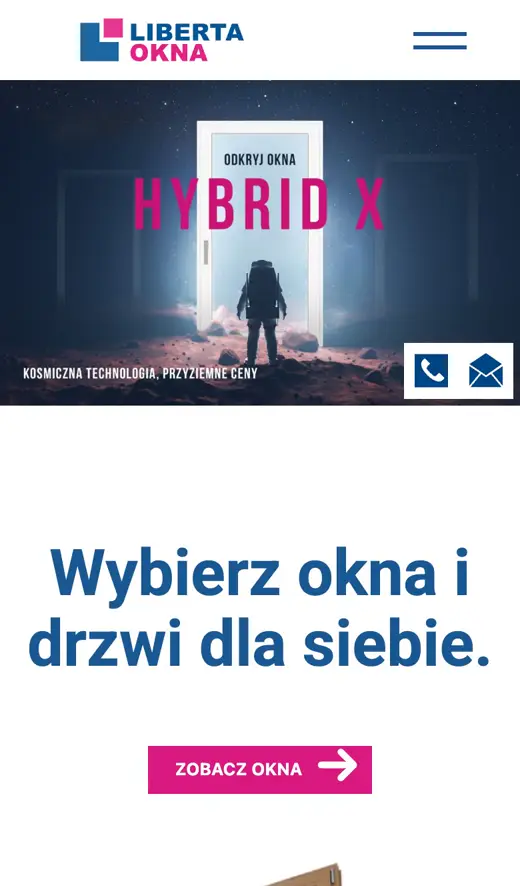 LIBERTA
OKNA
ODKRYJ OKNA
HYBRID X
KOSMICZNA TECHNOLOGIA, PRZYZIEMNE CENY
Wybierz okna i
drzwi dla siebie.
ZOBACZ OKNA